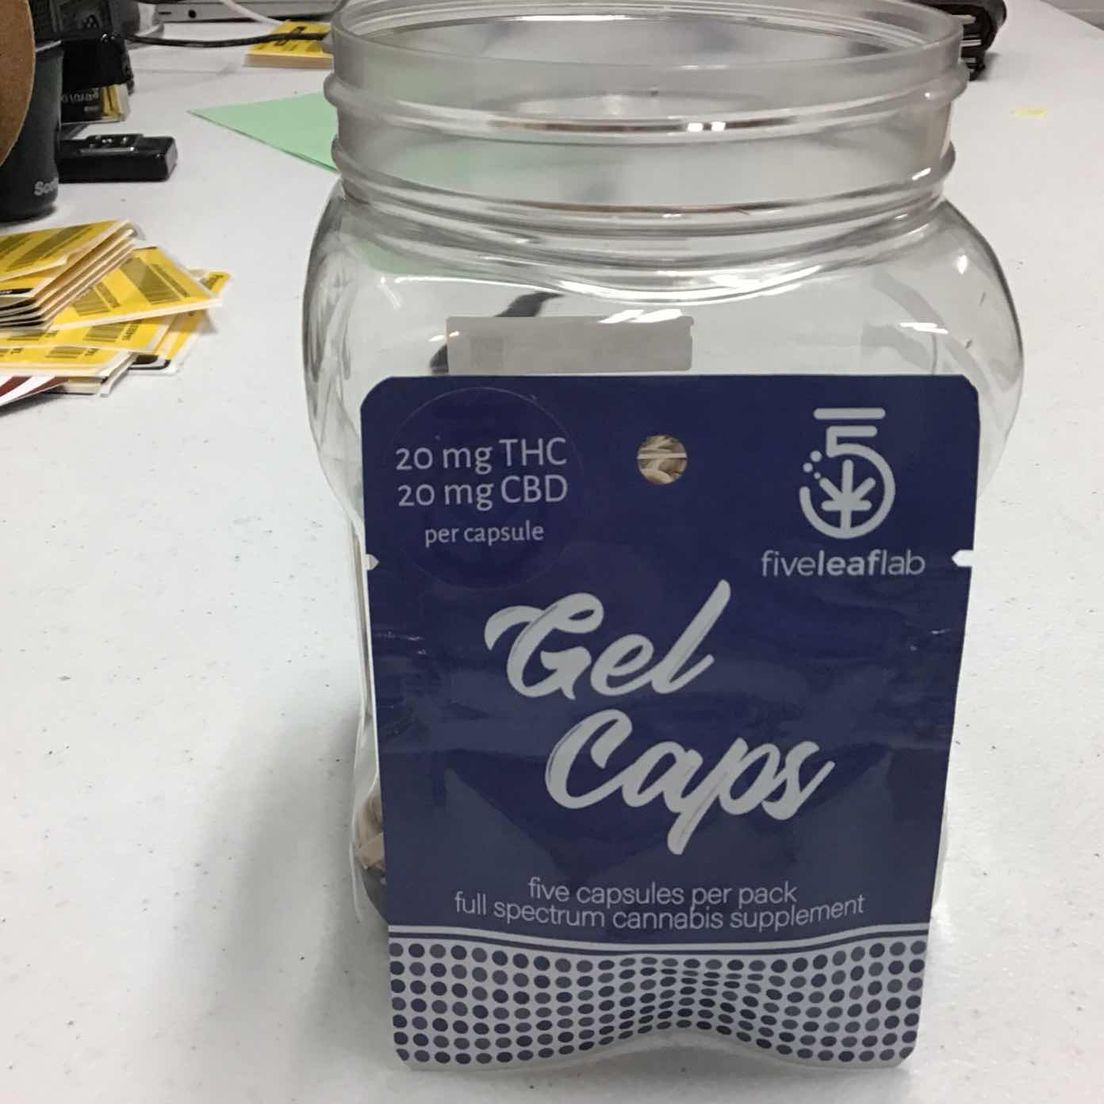 20 mg THC
20 mg CBD
per capsule
5
fiveleaflab
Gel
Caps
five capsules per pack
full spectrum cannabis supplement